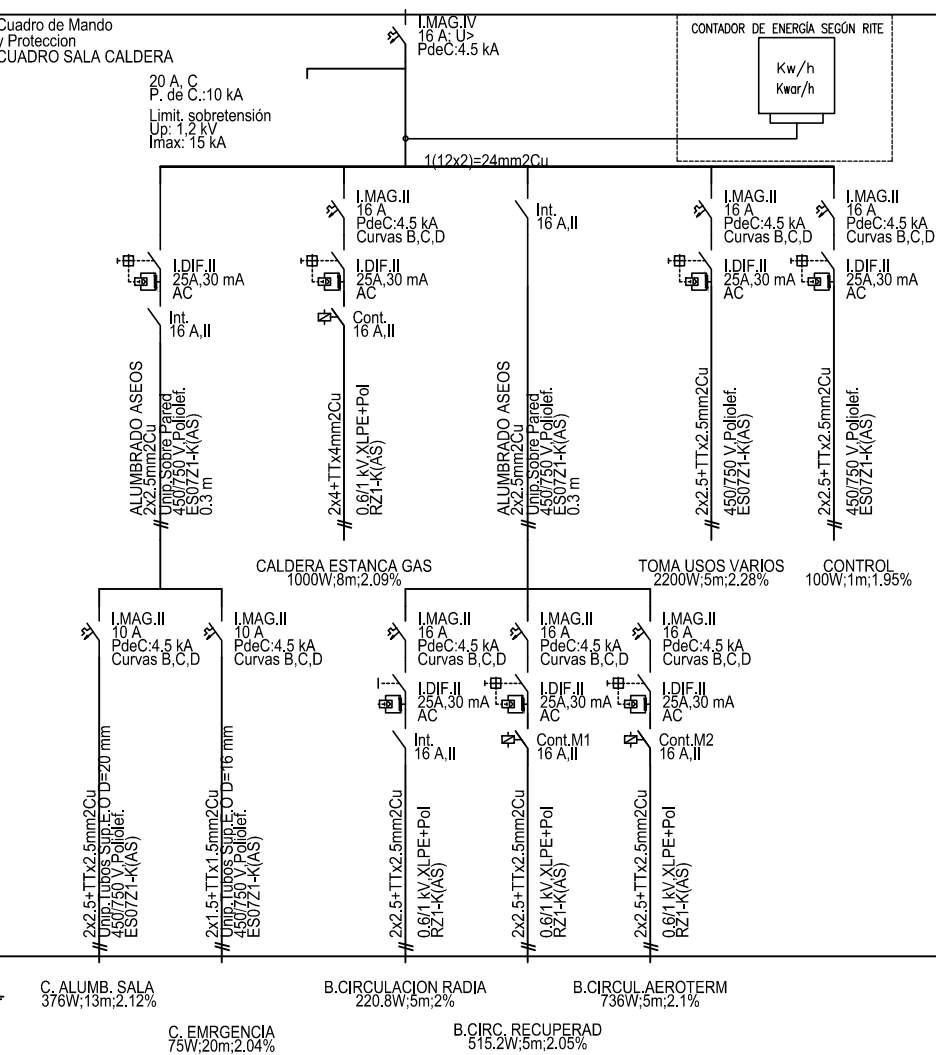 Cuadro de Mando
y Proteccion
CUADRO SALA CALDERA
I.MAG.IV
16 A; U>
PdeC:4.5 kA
CONTADOR DE ENERGÍA SEGÚN RITE
Kw/h
Kwar/h
20 A, C
P. de C.:10 kA
Limit. sobretensión
Up: 1,2 kV
Imax: 15 kA
1(12x2)=24mm2Cu
I.DIF.II
25A,30 mA
AC
Int.
16 A,II
ALUMBRADO ASEOS
2x2.5mm2Cu
Unip.Sobre Pared
450/750 V,Poliolef.
ES07Z1-K(AS)
0.3 m
I.MAG.II
16 A
PdeC:4.5 kA
Curvas B,C,D
I.DIF.II
25A,30 mA
AC
Cont.
16 A,II
2x4+TTx4mm2Cu
0.6/1 kV,XLPE+Pol
RZ1-K(AS)
CALDERA ESTANCA GAS
1000W;8m;2.09%
Int.
16 A,II
ALUMBRADO ASEOS
2x2.5mm2Cu
Unip.Sobre Pared
450/750 V,Poliolef.
ES07Z1-K(AS)
0.3 m
I.MAG.II
16 A
PdeC:4.5 kA
Curvas B,C,D
I.DIF.II
25A,30 mA
AC
2x2.5+TTx2.5mm2Cu
450/750 V,Poliolef.
ES07Z1-K(AS)
TOMA USOS VARIOS
2200W;5m;2.28%
I.MAG.II
16 A
PdeC:4.5 kA
Curvas B,C,D
I.DIF.II
25A,30 mA
AC
2x2.5+TTx2.5mm2Cu
450/750 V,Poliolef.
ES07Z1-K(AS)
CONTROL
100W;1m;1.95%
I.MAG.II
10 A
PdeC:4.5 kA
Curvas B,C,D
2x2.5+TTx2.5mm2Cu
Unip.Tubos Sup.E.O D=20 mm
450/750 V,Poliolef.
ES07Z1-K(AS)
C. ALUMB. SALA
376W;13m;2.12%
I.MAG.II
10 A
PdeC:4.5 kA
Curvas B,C,D
2x1.5+TTx1.5mm2Cu
Unip.Tubos Sup.E.O D=16 mm
450/750 V,Poliolef.
ES07Z1-K(AS)
C. EMRGENCIA
75W;20m;2.04%
I.MAG.II
16 A
PdeC:4.5 kA
Curvas B,C,D
I.DIF.II
25A,30 mA
AC
Int.
16 A,II
2x2.5+TTx2.5mm2Cu
0.6/1 kV,XLPE+Pol
RZ1-K(AS)
B.CIRCULACION RADIA
220.8W;5m;2%
I.MAG.II
16 A
PdeC:4.5 kA
Curvas B,C,D
I.DIF.II
25A,30 mA
AC
Cont.M1
16 A,II
2x2.5+TTx2.5mm2Cu
0.6/1 kV,XLPE+Pol
RZ1-K(AS)
B.CIRC. RECUPERAD
515.2W;5m;2.05%
I.MAG.II
16 A
PdeC:4.5 kA
Curvas B,C,D
I.DIF.II
25A,30 mA
AC
Cont.M2
16 A,II
2x2.5+TTx2.5mm2Cu
0.6/1 kV,XLPE+Pol
RZ1-K(AS)
B.CIRCUL.AEROTERM
736W;5m;2.1%